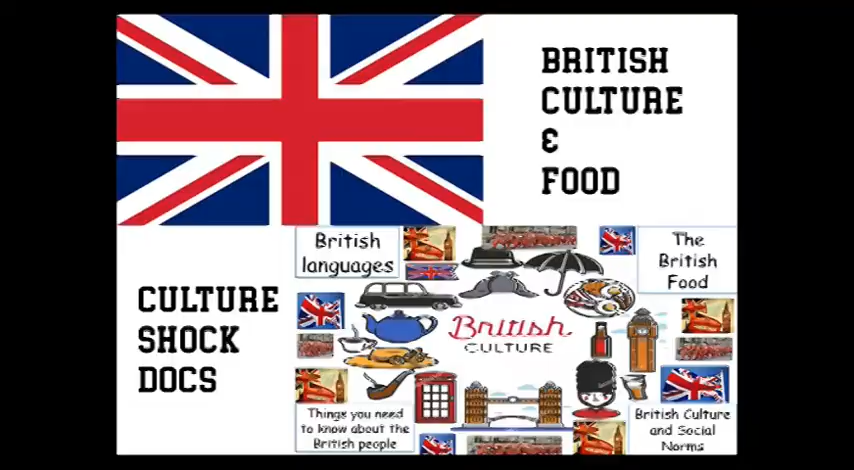 BRITISH
CULTURE
&
FOOD
British
languages
The
British
Food
CULTURE
SHOCK
DOCS
British
CULTURE
Things you need
to know about the
British people
British Culture
and Social
Norms